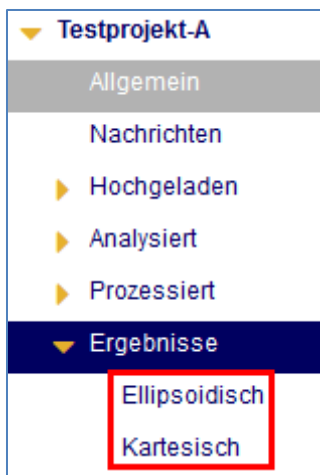 Testprojekt-A
Allgemein
Nachrichten
Hochgeladen
Analysiert
Prozessiert
Ergebnisse
Ellipsoidisch
Kartesisch